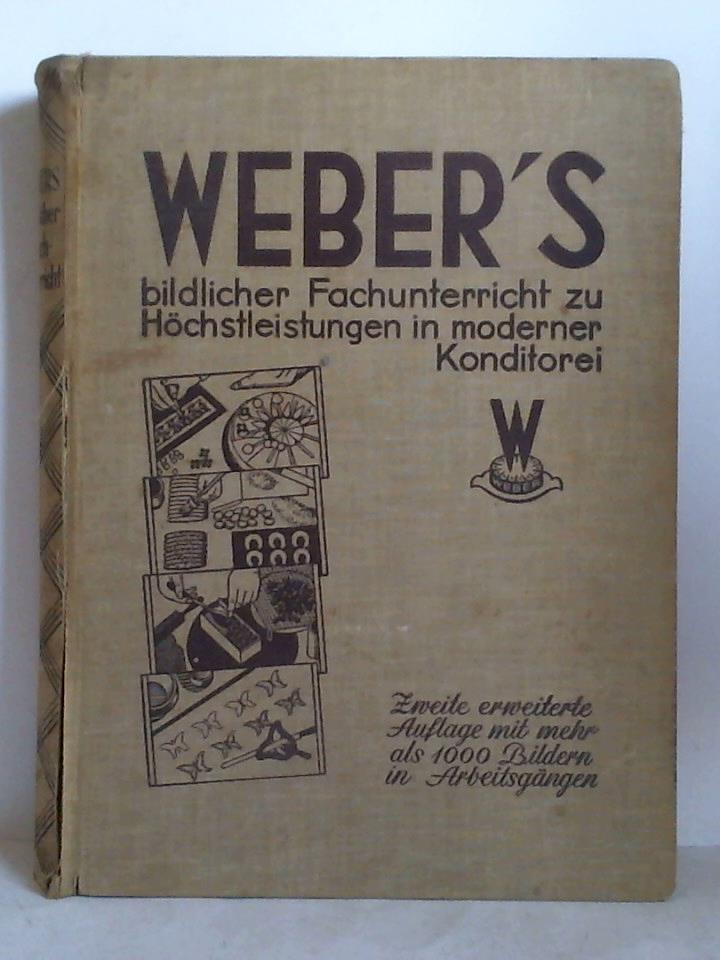 WEBER'S
bildlicher Fachunterricht zu
Höchstleistungen in moderner
Konditorei
W
Zweite erweiterte
Auflage mit mehr
als 1000 Bildern
in Arbeitsgängen